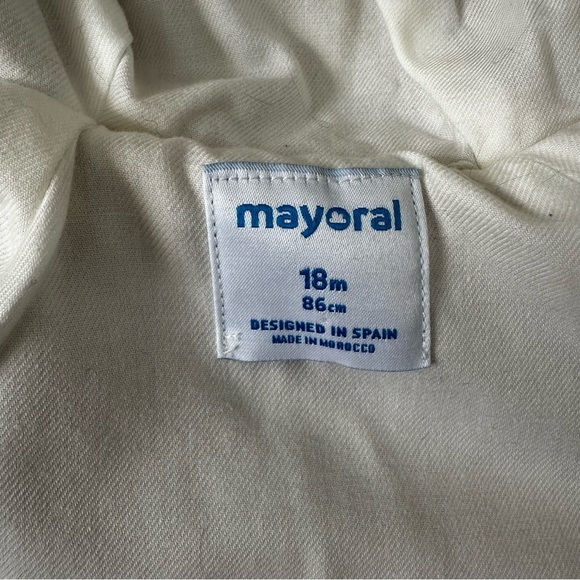 mayoral
18m
86cm
DESIGNED IN SPAIN
MADE IN MOROCCO